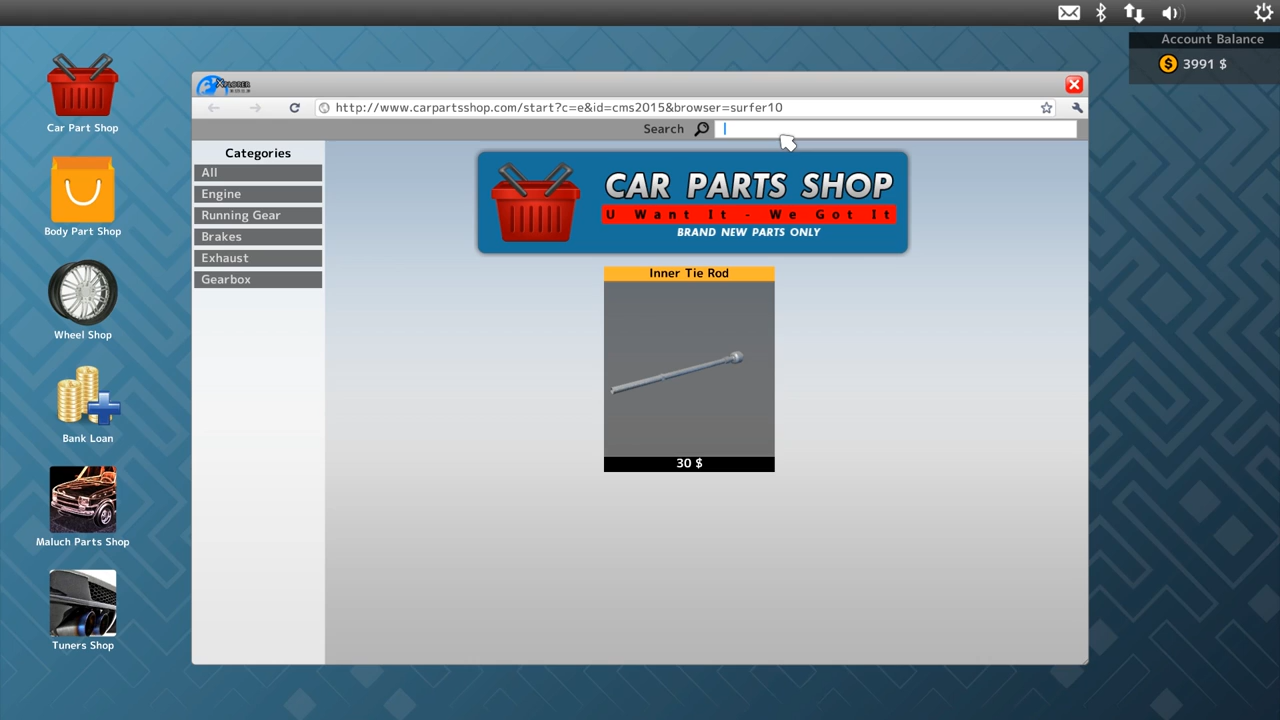 Account Balance
$ 3991 $
Car Part Shop
Body Part Shop
Wheel Shop
Bank Loan
Maluch Parts Shop
Tuners Shop
XPLORER
http://www.carpartsshop.com/start?c=e&id=cms2015&browser=surfer10
Search
Categories
All
Engine
Running Gear
Brakes
Exhaust
Gearbox
CAR PARTS SHOP
U Want It - We Got It
BRAND NEW PARTS ONLY
Inner Tie Rod
30 $